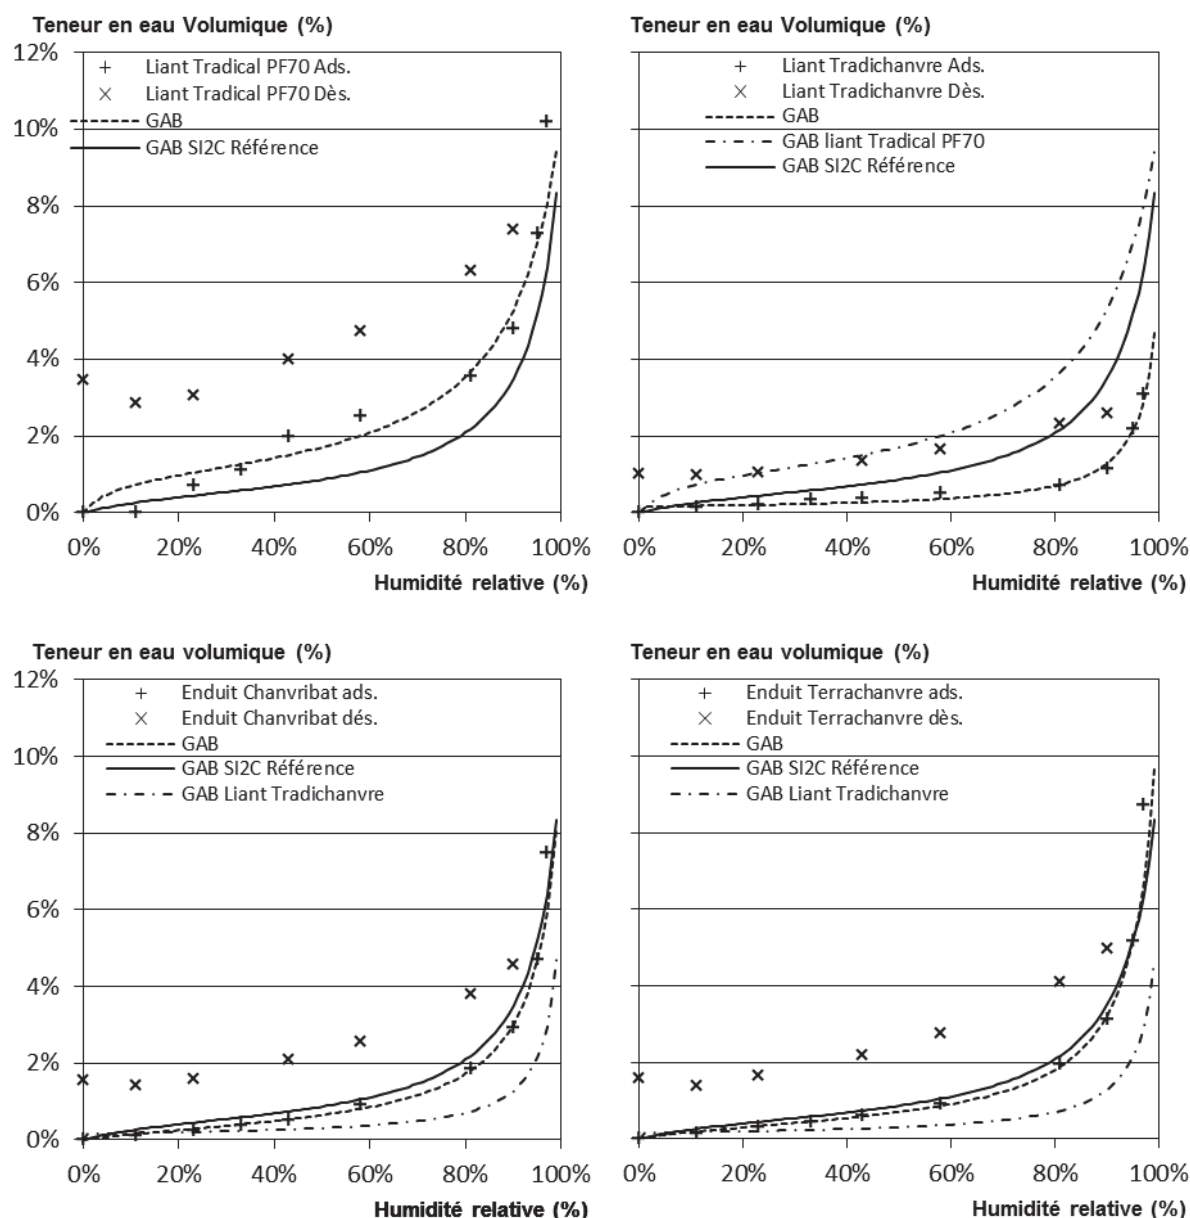 Teneur en eau Volumique (%)
12%
10%
8%
6%
4%
2%
0%
+ Liant Tradical PF70 Ads.
× Liant Tradical PF70 Dès.
GAB
GAB SI2C Référence
0% 20% 40% 60% 80% 100%
Humidité relative (%)
Teneur en eau Volumique (%)
+ Liant Tradichanvre Ads.
× Liant Tradichanvre Dès.
GAB
GAB liant Tradical PF70
GAB SI2C Référence
0% 20% 40% 60% 80% 100%
Humidité relative (%)
Teneur en eau volumique (%)
12%
10%
8%
6%
4%
2%
0%
+ Enduit Chanvribat ads.
× Enduit Chanvribat dés.
GAB
GAB SI2C Référence
GAB Liant Tradichanvre
0% 20% 40% 60% 80% 100%
Humidité relative (%)
Teneur en eau volumique (%)
+ Enduit Terrachanvre ads.
× Enduit Terrachanvre dès.
GAB
GAB SI2C Référence
GAB Liant Tradichanvre
0% 20% 40% 60% 80% 100%
Humidité relative (%)